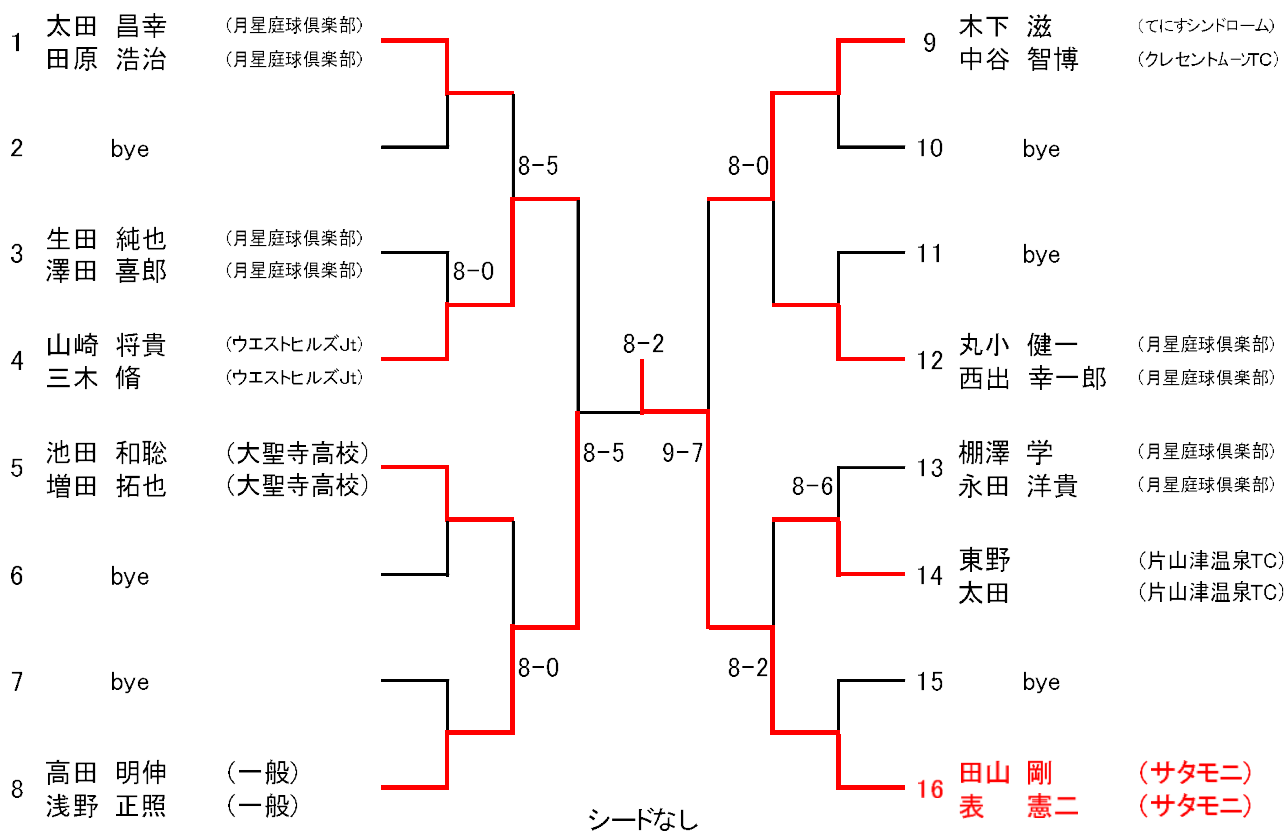 1 太田 昌幸 (月星庭球倶楽部)
田原 浩治 (月星庭球倶楽部)
2 bye
8-5
3 生田 純也 (月星庭球倶楽部)
澤田 喜郎 (月星庭球倶楽部)
8-0
4 山崎 将貴 (ウエストヒルズJt)
三木 脩 (ウエストヒルズJt)
5 池田 和聡 (大聖寺高校)
増田 拓也 (大聖寺高校)
8-5
6 bye
7 bye
8-0
8 高田 明伸 (一般)
浅野 正照 (一般)
8-2
9 木下 滋 (てにすシンドローム)
中谷 智博 (クレセントムーンTC)
10 bye
8-0
11 bye
12 丸小 健一 (月星庭球倶楽部)
西出 幸一郎 (月星庭球倶楽部)
9-7
13 棚澤 学 (月星庭球倶楽部)
永田 洋貴 (月星庭球倶楽部)
8-6
14 東野 (片山津温泉TC)
太田 (片山津温泉TC)
8-2
15 bye
16 田山 剛 (サタモニ)
表 憲二 (サタモニ)
シードなし